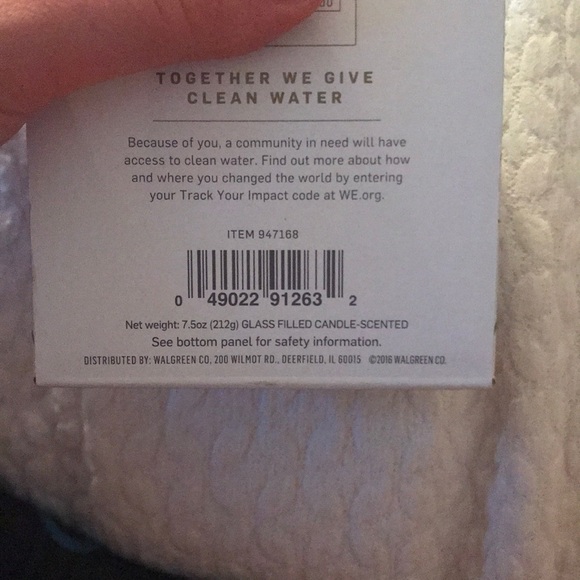 TOGETHER WE GIVE
CLEAN WATER
Because of you, a community in need will have
access to clean water. Find out more about how
and where you changed the world by entering
your Track Your Impact code at WE.org.
ITEM 947168
0 49022 91263 2
Net weight: 7.5oz (212g) GLASS FILLED CANDLE-SCENTED
See bottom panel for safety information.
DISTRIBUTED BY: WALGREEN CO, 200 WILMOT RD., DEERFIELD, IL 60015 ©2016 WALGREEN CO.